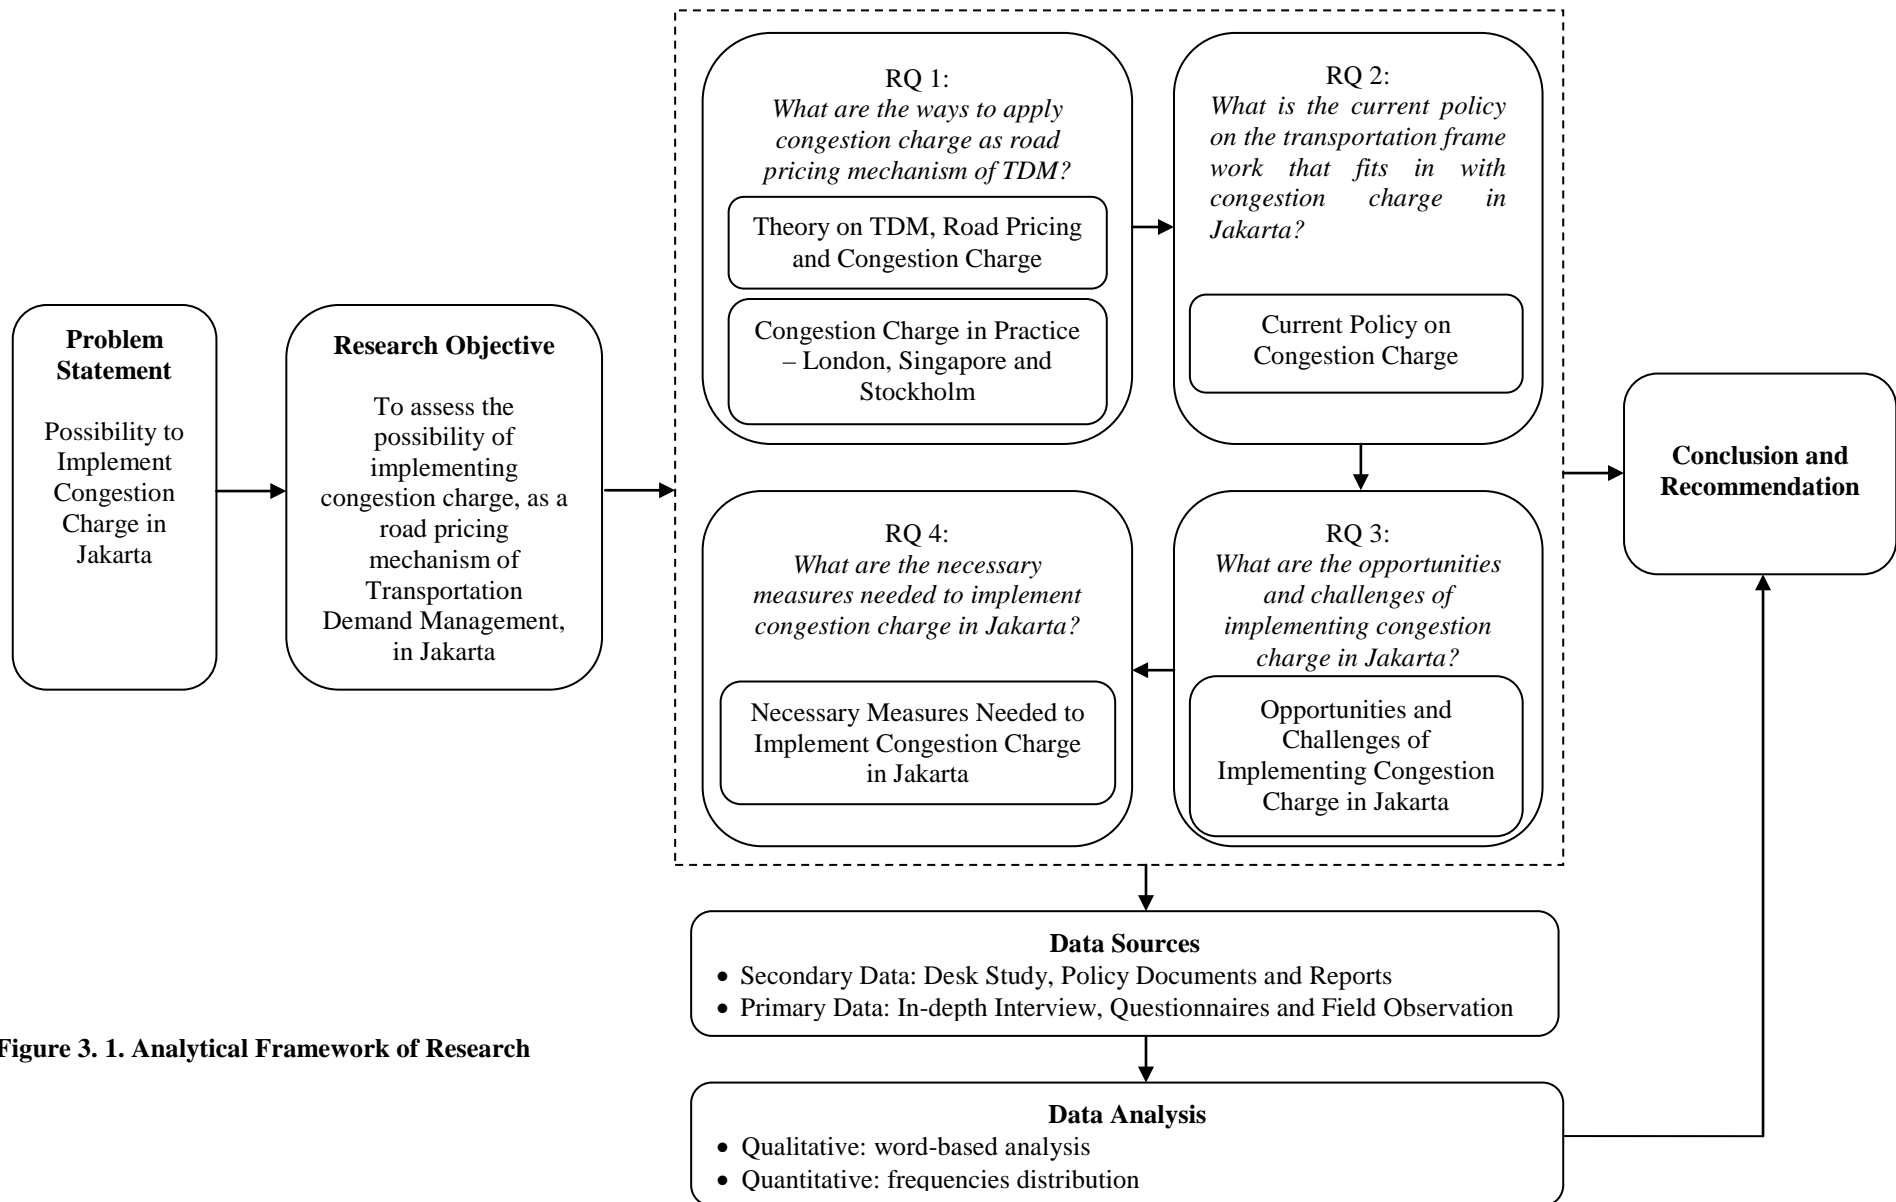 Problem
Statement
Possibility to
Implement
Congestion
Charge in
Jakarta
Research Objective
To assess the
possibility of
implementing
congestion charge, as a
road pricing
mechanism of
Transportation
Demand Management,
in Jakarta
RQ 1:
What are the ways to apply
congestion charge as road
pricing mechanism of TDM?
Theory on TDM, Road Pricing
and Congestion Charge
Congestion Charge in Practice
– London, Singapore and
Stockholm
RQ 2:
What is the current policy
on the transportation frame
work that fits in with
congestion charge in
Jakarta?
Current Policy on
Congestion Charge
RQ 3:
What are the opportunities
and challenges of
implementing congestion
charge in Jakarta?
Opportunities and
Challenges of
Implementing Congestion
Charge in Jakarta
RQ 4:
What are the necessary
measures needed to implement
congestion charge in Jakarta?
Necessary Measures Needed to
Implement Congestion Charge
in Jakarta
Conclusion and
Recommendation
Data Sources
• Secondary Data: Desk Study, Policy Documents and Reports
• Primary Data: In-depth Interview, Questionnaires and Field Observation
Data Analysis
• Qualitative: word-based analysis
• Quantitative: frequencies distribution
Figure 3. 1. Analytical Framework of Research